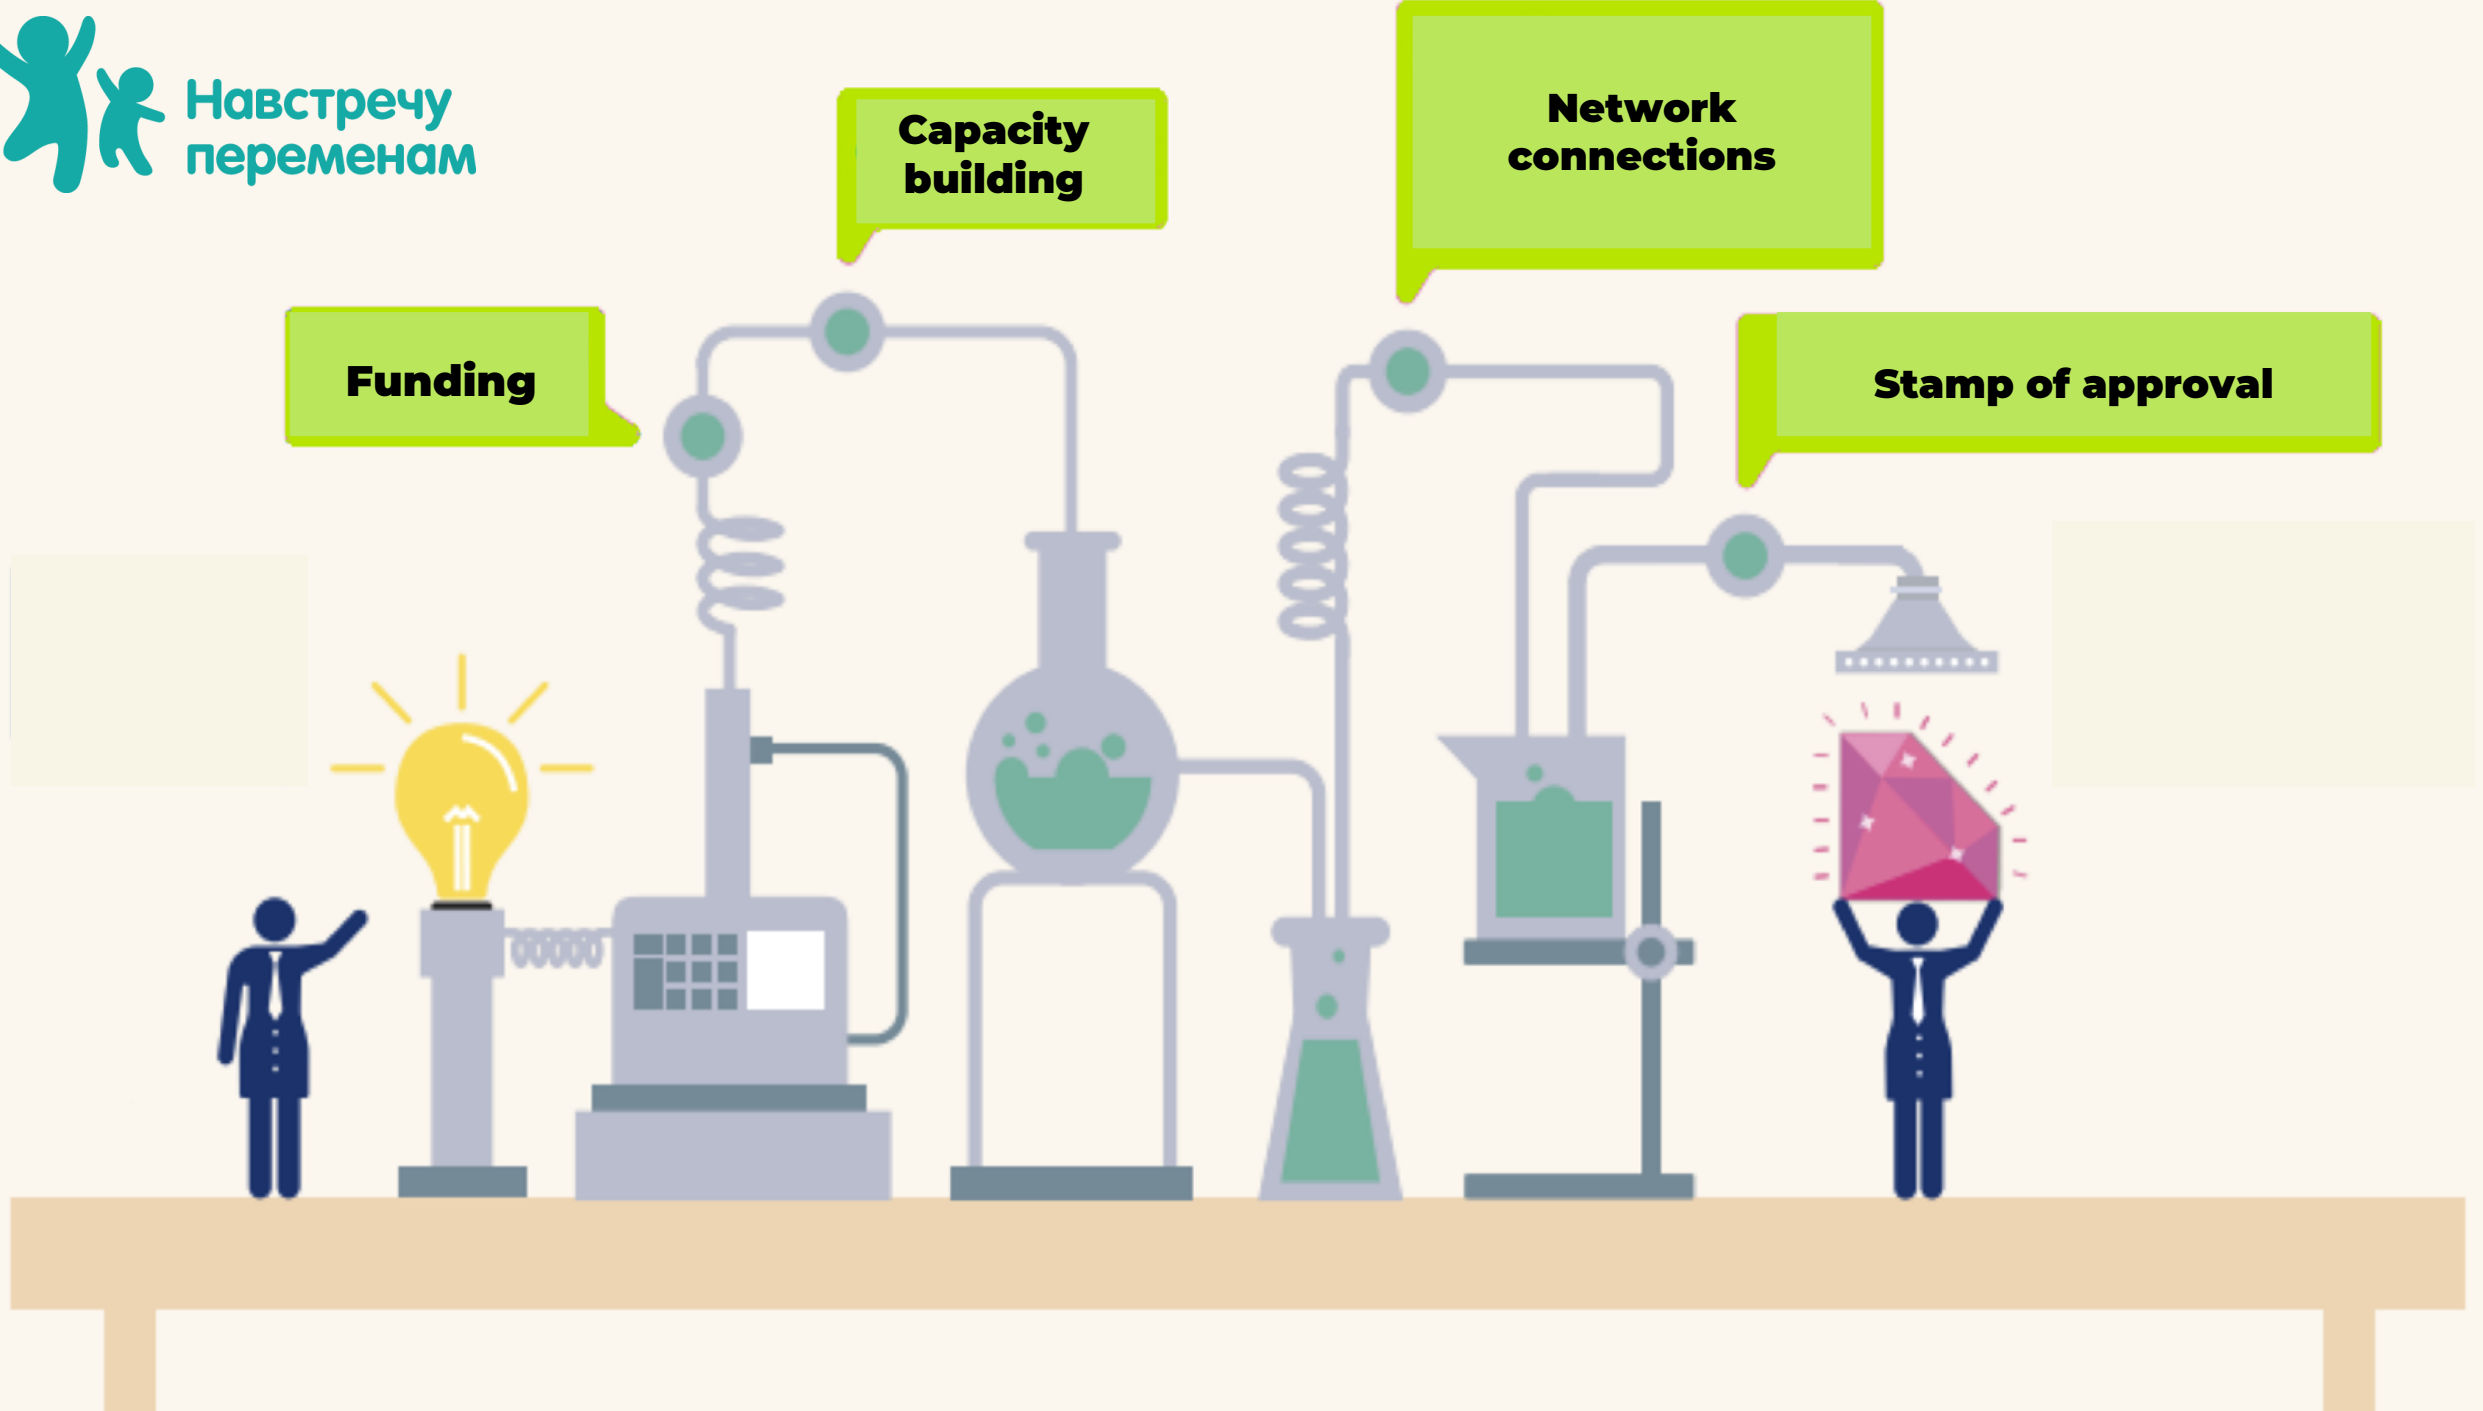 Навстречу
переменам
Capacity
building
Network
connections
Funding
Stamp of approval